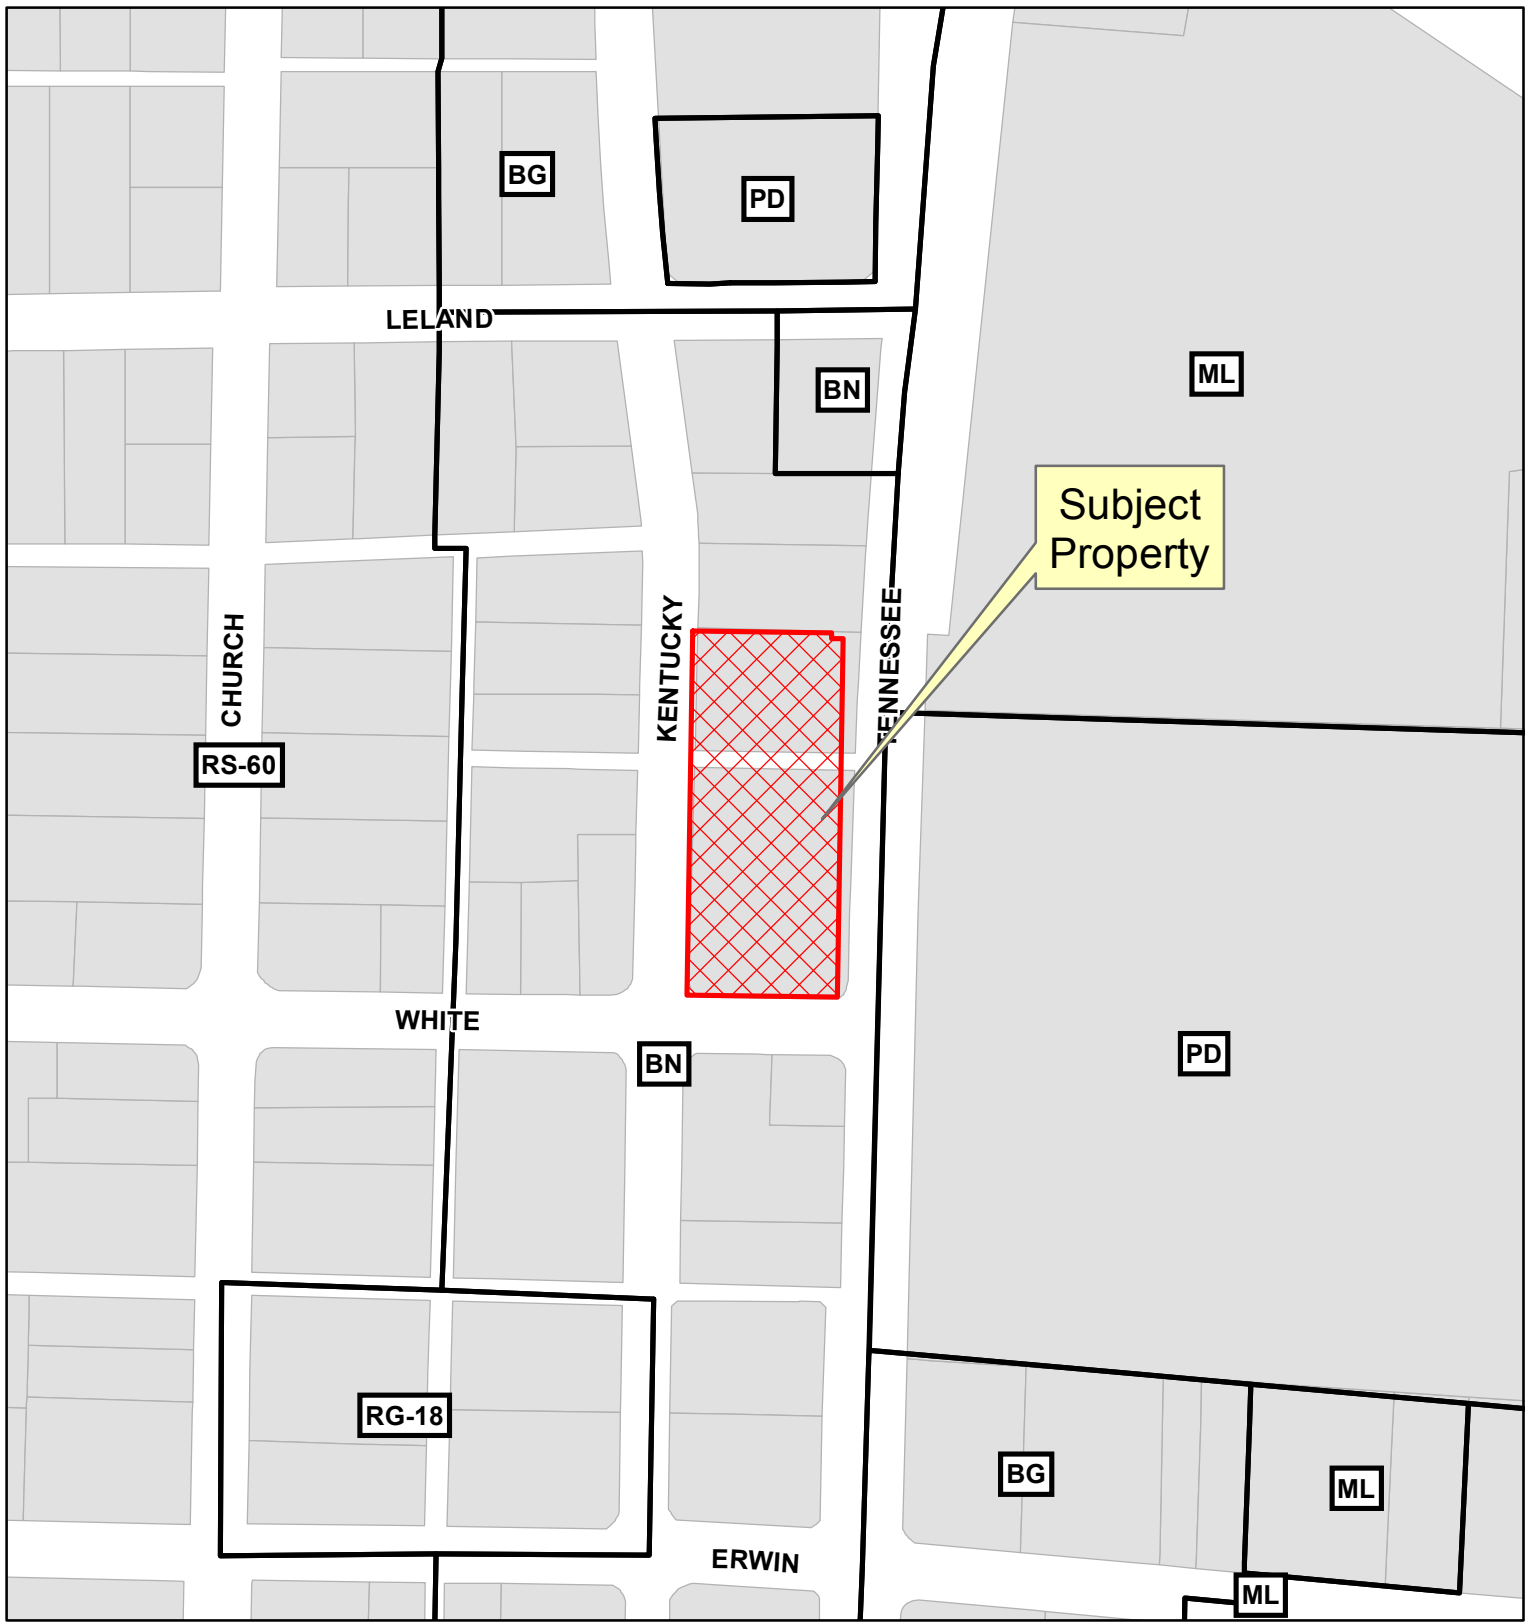 BG
PD
LELAND
BN
ML
Subject
Property
CHURCH
KENTUCKY
TENNESSEE
RS-60
WHITE
BN
PD
RG-18
BG
ML
ERWIN
ML